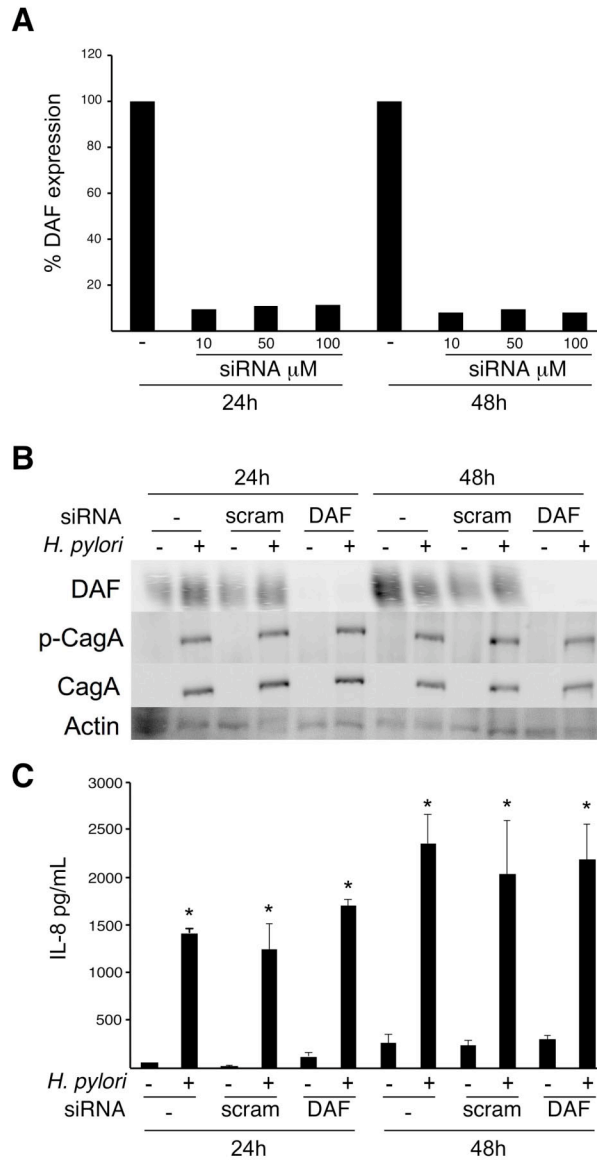 A
120
100
80
60
40
20
% DAF expression
- 10 50 100 - 10 50 100
siRNA μM siRNA μM
24h 48h
B
24h 48h
siRNA - scram DAF - scram DAF
H. pylori - + - + - + - + - + - +
DAF
p-CagA
CagA
Actin
C
3000
2500
2000
1500
1000
500
IL-8 pg/mL
* * * * * *
H. pylori - + - + - + - + - + - +
siRNA - scram DAF - scram DAF
24h 48h